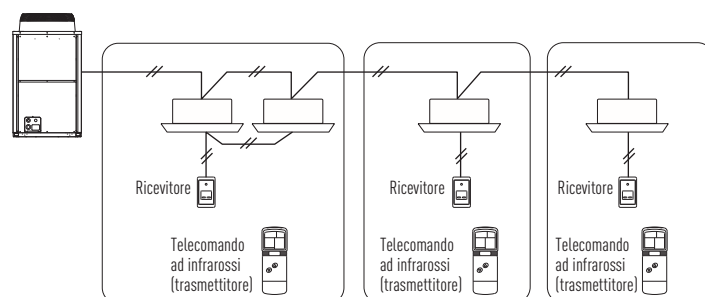 Ricevitore
Telecomando
ad infrarossi
(trasmettitore)
Ricevitore
Telecomando
ad infrarossi
(trasmettitore)
Ricevitore
Telecomando
ad infrarossi
(trasmettitore)